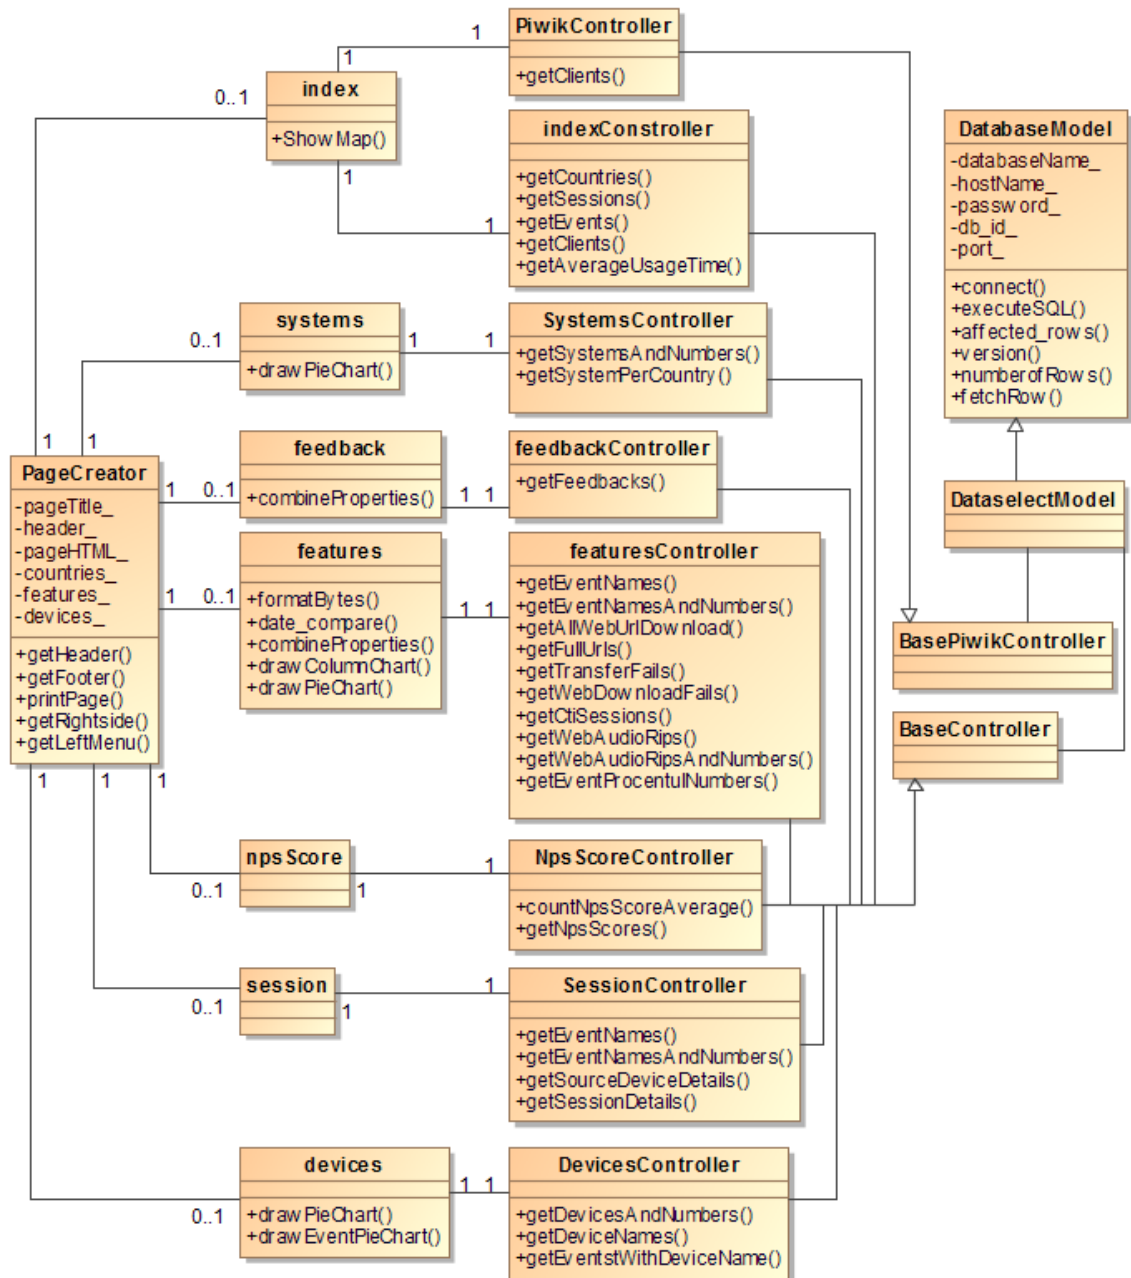 PiwikController
+getClients()
1
1
index
+ShowMap()
0..1
1
1
indexConstroller
+getCountries()
+getSessions()
+getEvents()
+getClients()
+getAverageUsageTime()
DatabaseModel
-databaseName_
-hostName_
-password_
-db_id_
-port_
+connect()
+executeSQL()
+affected_rows()
+version()
+numberofRows()
+fetchRow()
systems
+drawPieChart()
0..1
1
1
SystemsController
+getSystemsAndNumbers()
+getSystemPerCountry()
1
1
PageCreator
-pageTitle_
-header_
-pageHTML_
-countries_
-features_
-devices_
+getHeader()
+getFooter()
+printPage()
+getRightside()
+getLeftMenu()
1
0..1
feedback
+combineProperties()
1
1
feedbackController
+getFeedbacks()
DataselectModel
1
0..1
features
+formatBytes()
+date_compare()
+combineProperties()
+drawColumnChart()
+drawPieChart()
1
1
featuresController
+getEventNames()
+getEventNamesAndNumbers()
+getAllWebUrlDownload()
+getFullUrls()
+getTransferFails()
+getWebDownloadFails()
+getCtiSessions()
+getWebAudioRips()
+getWebAudioRipsAndNumbers()
+getEventProcentulNumbers()
BasePiwikController
BaseController
1
1
1
npsScore
0..1
1
1
NpsScoreController
+countNpsScoreAverage()
+getNpsScores()
session
0..1
1
1
SessionController
+getEventNames()
+getEventNamesAndNumbers()
+getSourceDeviceDetails()
+getSessionDetails()
devices
+drawPieChart()
+drawEventPieChart()
0..1
1
1
DevicesController
+getDevicesAndNumbers()
+getDeviceNames()
+getEventstWithDeviceName()